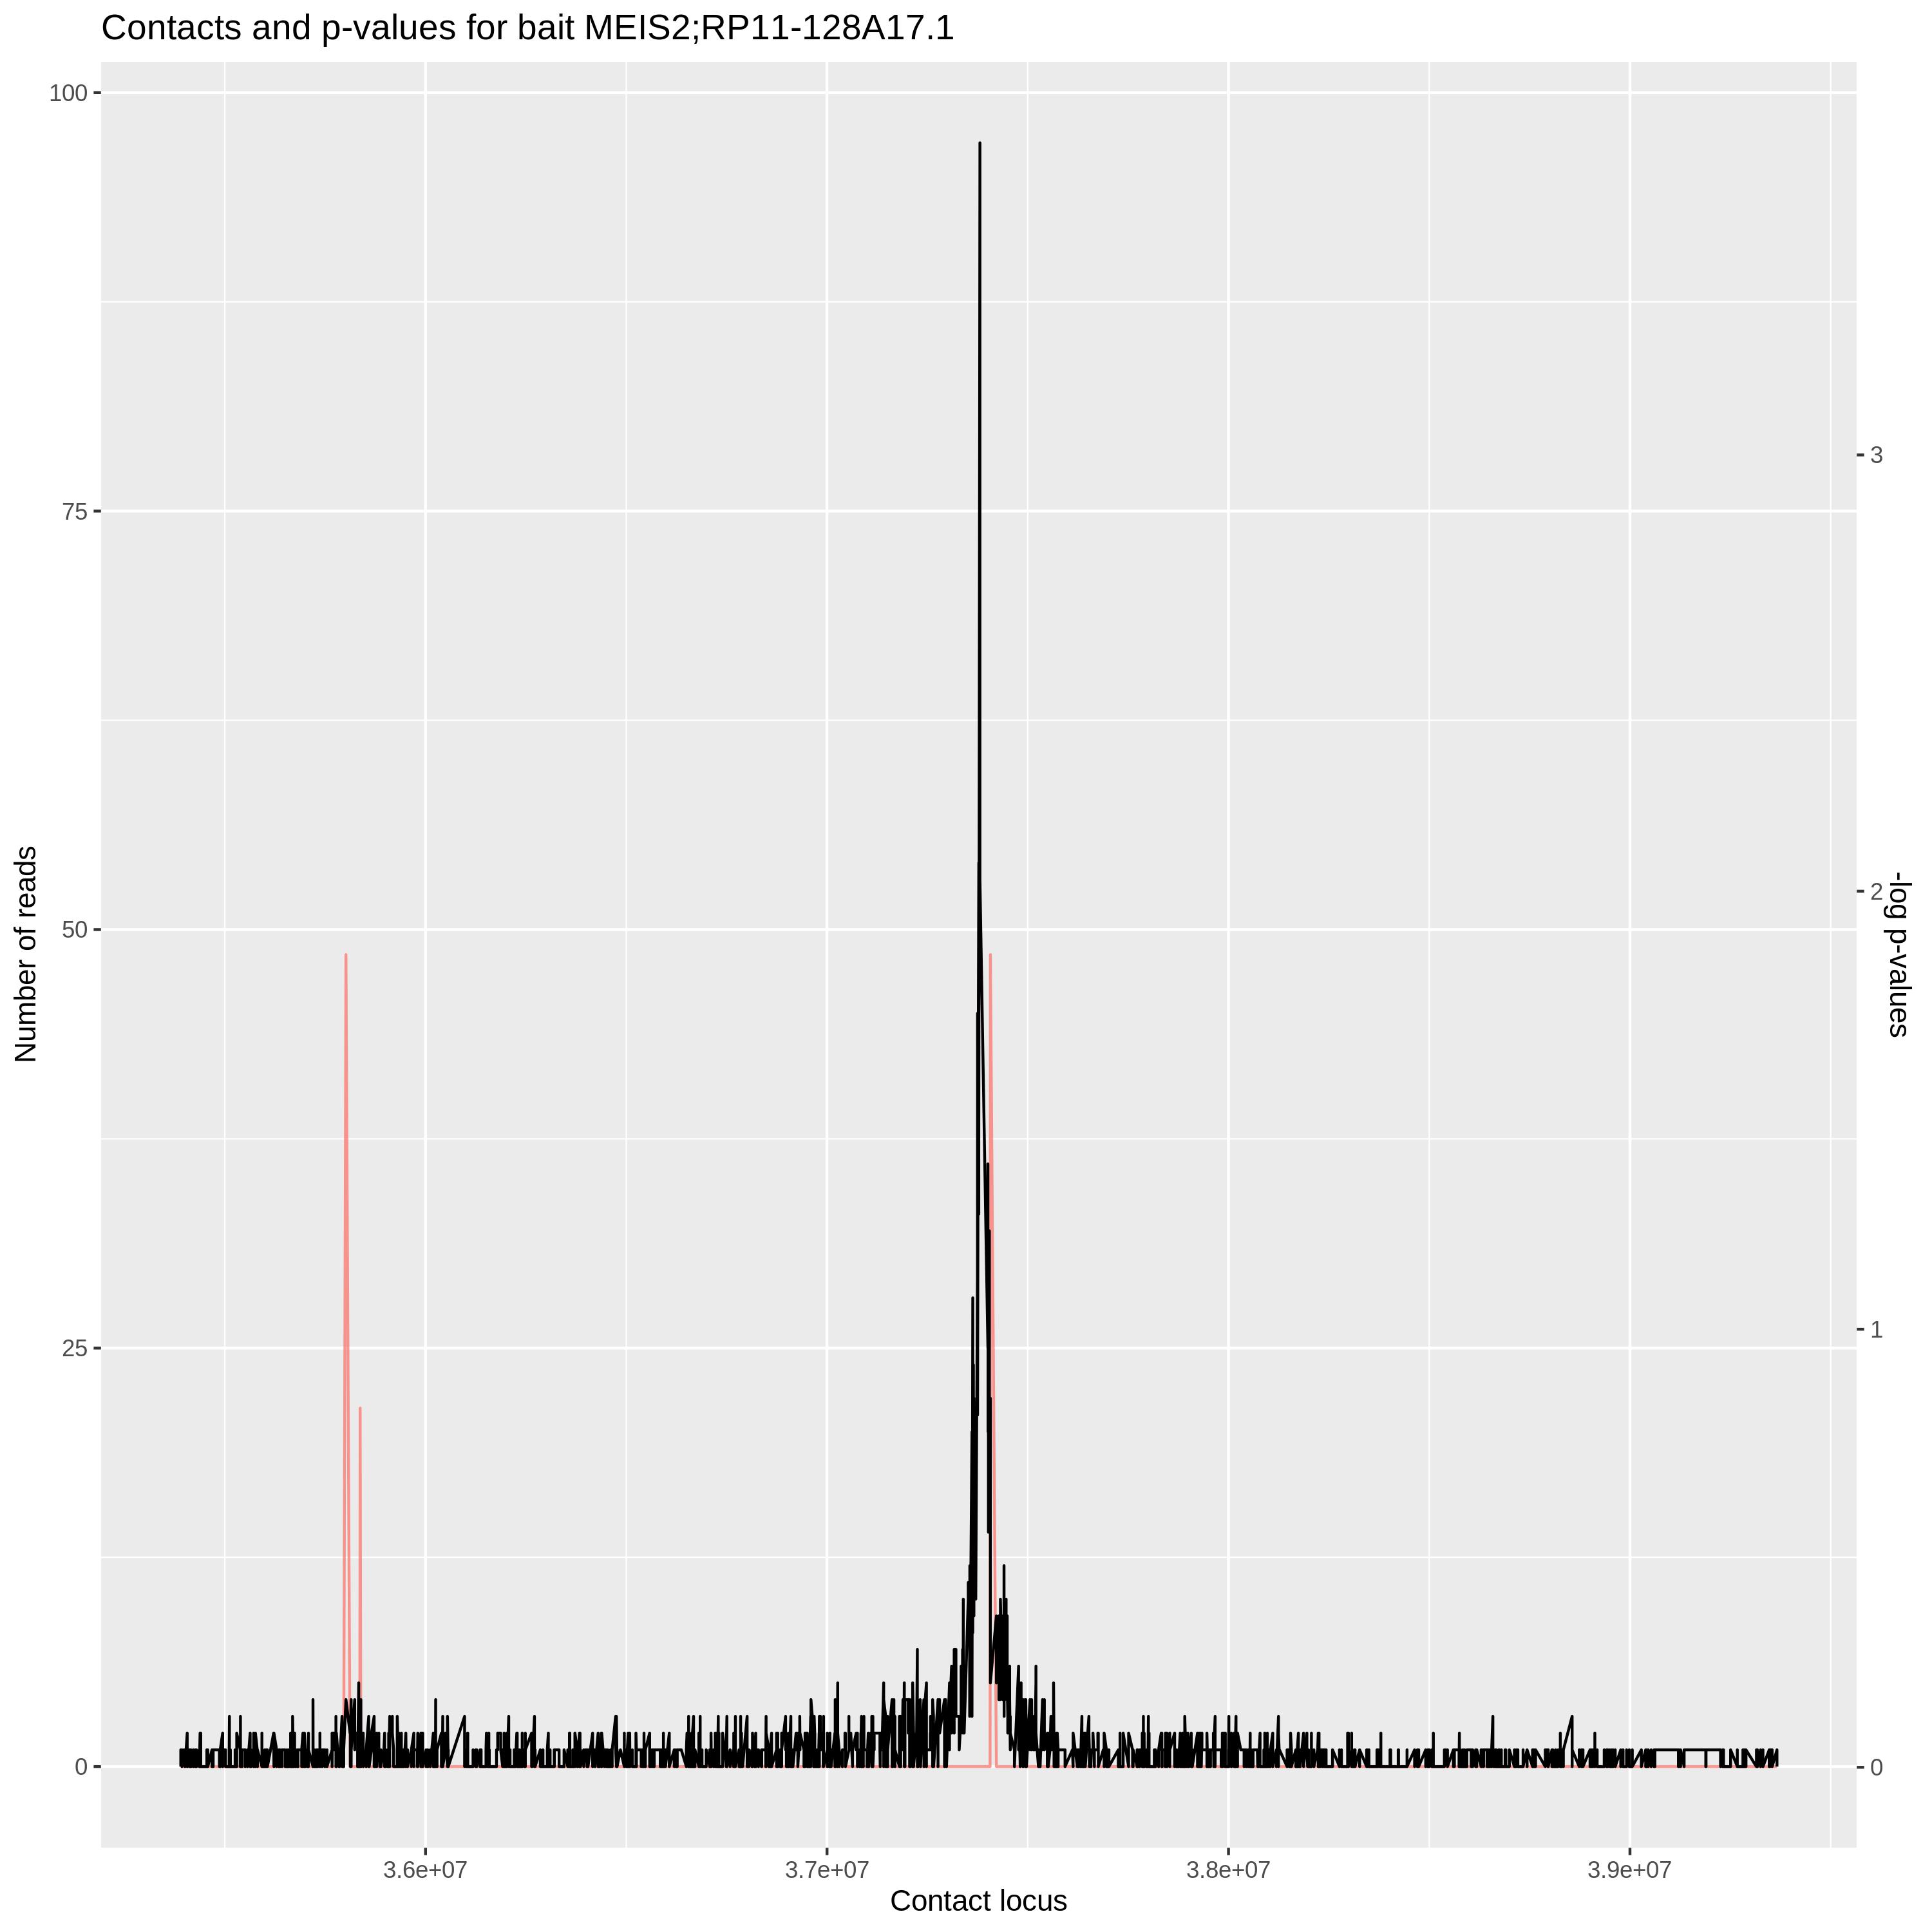 Contacts and p-values for bait MEIS2;RP11-128A17.1
100
75
50
25
0
Number of reads
3
2
1
0
-log p-values
3.6e+07
3.7e+07
3.8e+07
3.9e+07
Contact locus